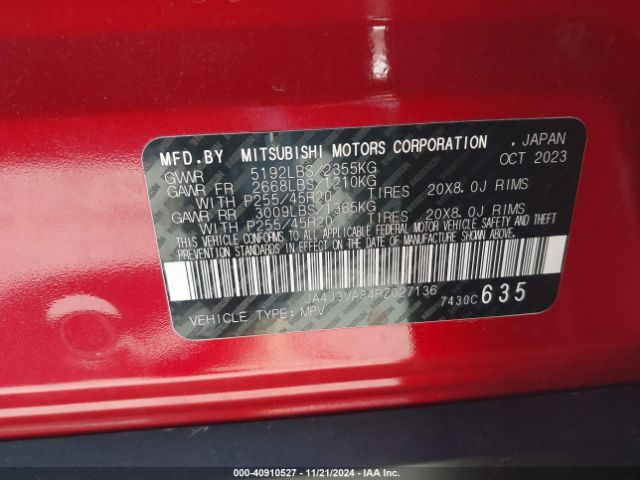 MFD.BY MITSUBISHI MOTORS CORPORATION , JAPAN
GVWR 5192LBS/2355KG OCT 2023
GAWR FR 2668LBS/1210KG
WITH P255/45R20 TIRES 20X8.0J RIMS
GAWR RR 3009LBS/1365KG
WITH P255/45R20 TIRES 20X8.0J RIMS
THIS VEHICLE CONFORMS TO ALL APPLICABLE FEDERAL MOTOR VEHICLE SAFETY AND THEFT
PREVENTION STANDARDS IN EFFECT ON THE DATE OF MANUFACTURE SHOWN ABOVE.
JA4J3VA84RZ027136
VEHICLE TYPE: MPV 7430C 635
000-40910527 - 11/21/2024 - IAA Inc.